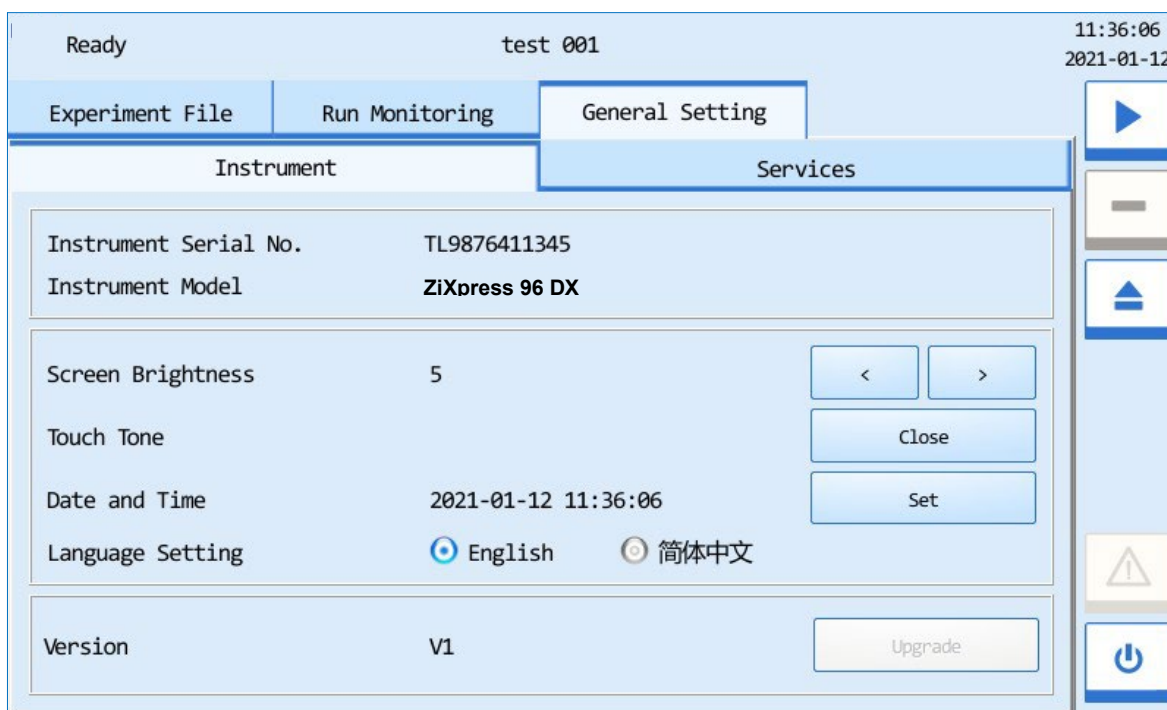 Ready test 001 11:36:06
2021-01-12
Experiment File Run Monitoring General Setting
Instrument Services
Instrument Serial No. TL9876411345
Instrument Model ZiXpress 96 DX
Screen Brightness 5 < >
Touch Tone Close
Date and Time 2021-01-12 11:36:06 Set
Language Setting English 简体中文
Version V1 Upgrade